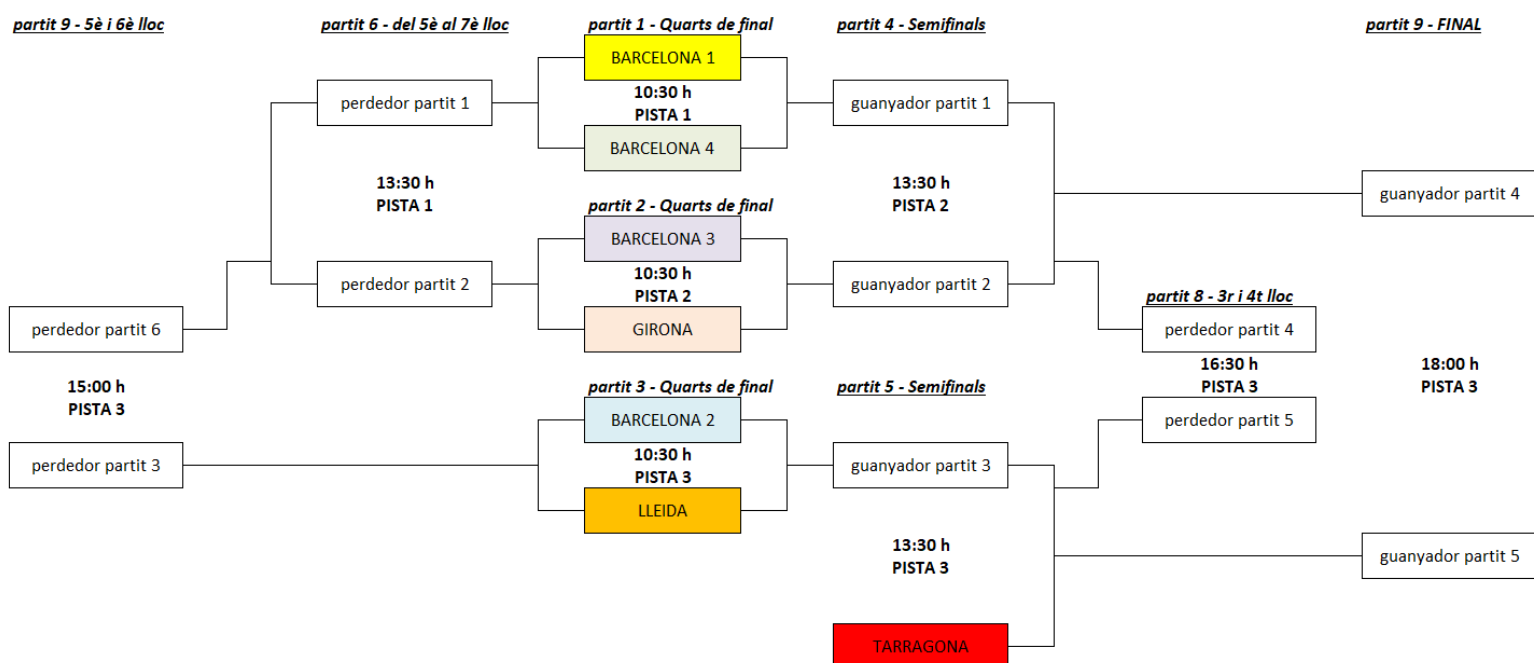 partit 9 - 5è i 6è lloc
partit 6 - del 5è al 7è lloc
partit 1 - Quarts de final
partit 4 - Semifinals
partit 9 - FINAL
BARCELONA 1
perdedor partit 1
10:30 h
PISTA 1
guanyador partit 1
BARCELONA 4
13:30 h
PISTA 1
13:30 h
PISTA 2
guanyador partit 4
partit 2 - Quarts de final
BARCELONA 3
perdedor partit 2
10:30 h
PISTA 2
guanyador partit 2
partit 8 - 3r i 4t lloc
perdedor partit 6
GIRONA
perdedor partit 4
15:00 h
PISTA 3
partit 3 - Quarts de final
partit 5 - Semifinals
16:30 h
PISTA 3
18:00 h
PISTA 3
BARCELONA 2
perdedor partit 5
perdedor partit 3
10:30 h
PISTA 3
guanyador partit 3
LLEIDA
13:30 h
PISTA 3
guanyador partit 5
TARRAGONA